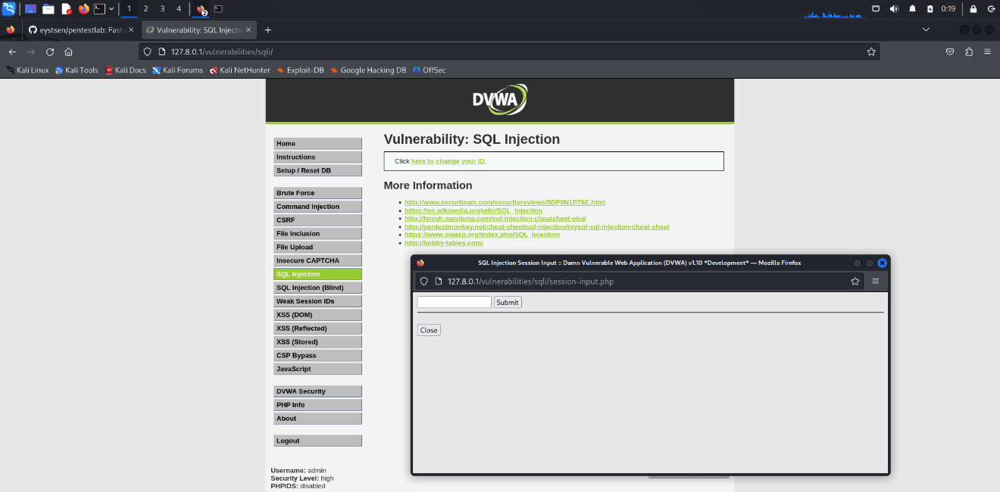 1 2 3 4 2 0:19
eystsen/pentestlab: Fast
Vulnerability: SQL Injectio
127.8.0.1/vulnerabilities/sqli/
Kali Linux Kali Tools Kali Docs Kali Forums Kali NetHunter Exploit-DB Google Hacking DB OffSec
DVWA
Home
Instructions
Setup / Reset DB
Brute Force
Command Injection
CSRF
File Inclusion
File Upload
Insecure CAPTCHA
SQL Injection
SQL Injection (Blind)
Weak Session IDs
XSS (DOM)
XSS (Reflected)
XSS (Stored)
CSP Bypass
JavaScript
DVWA Security
PHP Info
About
Logout
Username: admin
Security Level: high
PHPIDS: disabled
Vulnerability: SQL Injection
Click here to change your ID.
More Information
http://www.securiteam.com/securityreviews/5DP0N1P76E.html
https://en.wikipedia.org/wiki/SQL_injection
http://ferruh.mavituna.com/sql-injection-cheatsheet-oku/
http://pentestmonkey.net/cheat-sheet/sql-injection/mysql-sql-injection-cheat-sheet
https://www.owasp.org/index.php/SQL_Injection
http://bobby-tables.com/
SQL Injection Session Input :: Damn Vulnerable Web Application (DVWA) v1.10 *Development* — Mozilla Firefox
127.8.0.1/vulnerabilities/sqli/session-input.php
Submit
Close